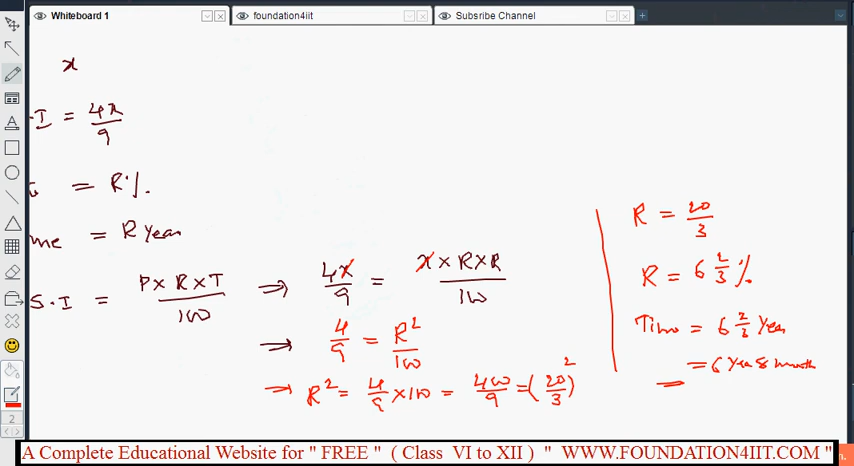 Whiteboard 1 foundation4iit Subsribe Channel
x
.I = 4x/9
= R%
me = R Year
S.I = P x R x T/100 ⇒ 4x/9 = x × R × R/100
⇒ 4/9 = R²/100
⇒ R² = 4/9 × 100 = 400/9 = (20/3)²
R = 20/3
R = 6 2/3 %
Time = 6 2/3 Year
= 6 Year 8 month
2
A Complete Educational Website for " FREE " ( Class VI to XII ) " WWW.FOUNDATION4IIT.COM "